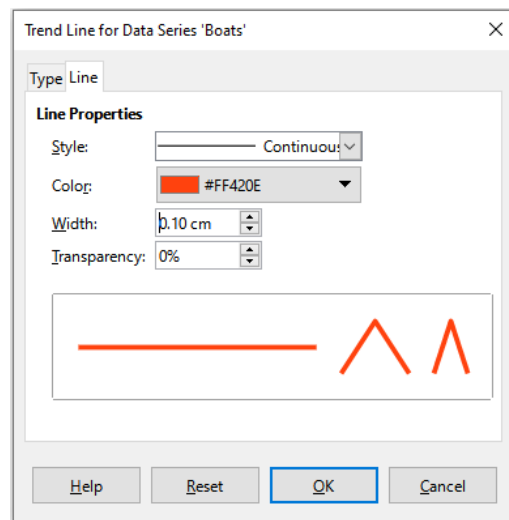 Trend Line for Data Series 'Boats'
Type Line
Line Properties
Style: Continuous
Color: #FF420E
Width: 0.10 cm
Transparency: 0%
Help Reset OK Cancel